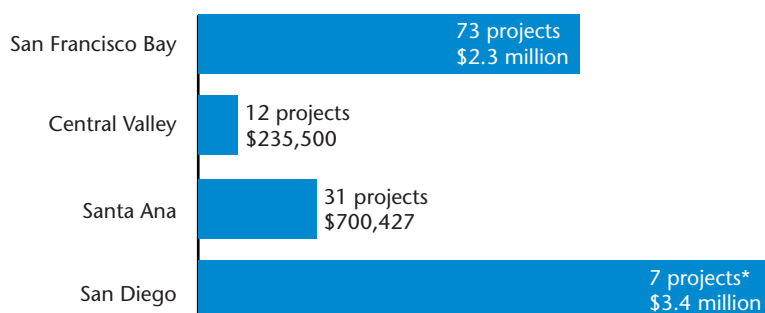 San Francisco Bay
73 projects
$2.3 million
Central Valley
12 projects
$235,500
Santa Ana
31 projects
$700,427
San Diego
7 projects*
$3.4 million